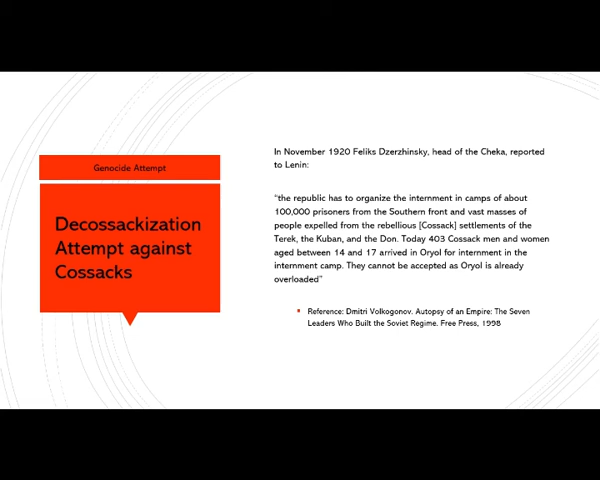 Genocide Attempt
Decossackization
Attempt against
Cossacks
In November 1920 Feliks Dzerzhinsky, head of the Cheka, reported
to Lenin:
“the republic has to organize the internment in camps of about
100,000 prisoners from the Southern front and vast masses of
people expelled from the rebellious [Cossack] settlements of the
Terek, the Kuban, and the Don. Today 403 Cossack men and women
aged between 14 and 17 arrived in Oryol for internment in the
internment camp. They cannot be accepted as Oryol is already
overloaded”
Reference: Dmitri Volkogonov. Autopsy of an Empire: The Seven
Leaders Who Built the Soviet Regime. Free Press, 1998